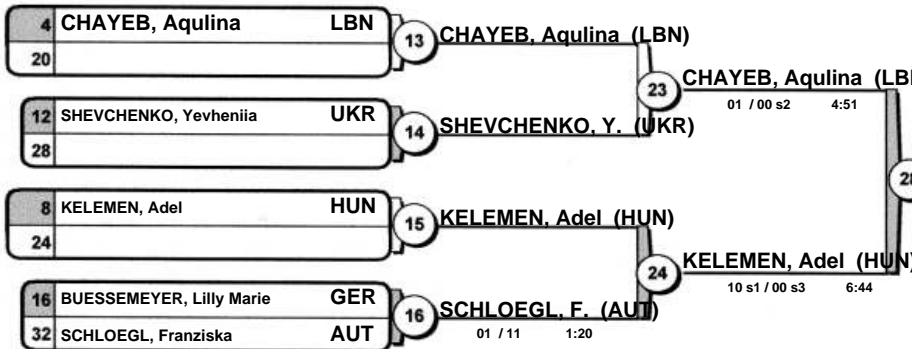 4 CHAYEB, Aqulina LBN
20
13
CHAYEB, Aqulina (LBN)
12 SHEVCHENKO, Yevheniia UKR
28
14
SHEVCHENKO, Y. (UKR)
23
CHAYEB, Aqulina (LB
01 / 00 s2 4:51
8 KELEMEN, Adel HUN
24
15
KELEMEN, Adel (HUN)
16 BUESSEMEYER, Lilly Marie GER
32 SCHLOEGL, Franziska AUT
16
SCHLOEGL, F. (AUT)
01 / 11 1:20
24
KELEMEN, Adel (HUN)
10 s1 / 00 s3 6:44
28